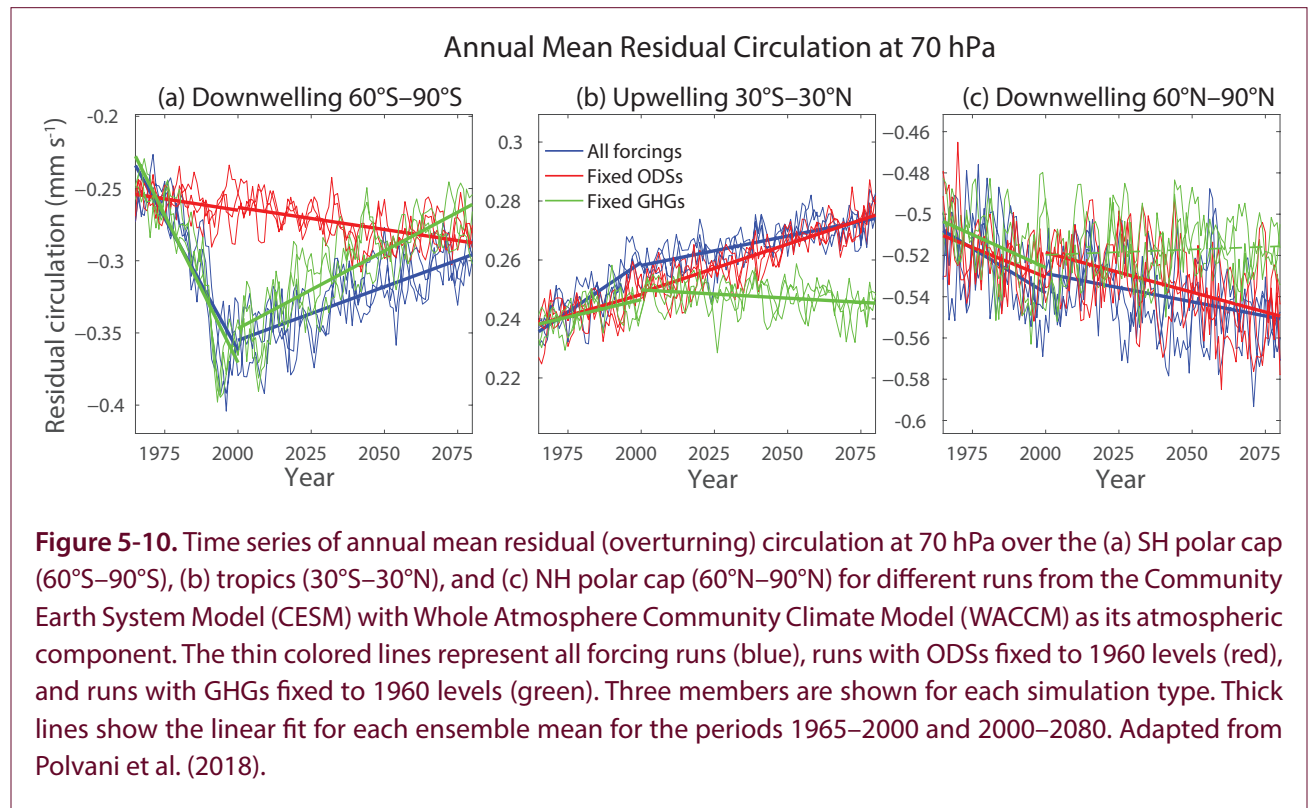 Annual Mean Residual Circulation at 70 hPa
(a) Downwelling 60°S–90°S
(b) Upwelling 30°S–30°N
(c) Downwelling 60°N–90°N
Residual circulation (mm s⁻¹)
-0.2
−0.25
−0.3
−0.35
−0.4
1975 2000 2025 2050 2075
Year
0.3
0.28
0.26
0.24
0.22
All forcings
Fixed ODSs
Fixed GHGs
1975 2000 2025 2050 2075
Year
−0.46
−0.48
−0.5
−0.52
−0.54
−0.56
−0.58
−0.6
1975 2000 2025 2050 2075
Year
Figure 5-10. Time series of annual mean residual (overturning) circulation at 70 hPa over the (a) SH polar cap
(60°S–90°S), (b) tropics (30°S–30°N), and (c) NH polar cap (60°N–90°N) for different runs from the Community
Earth System Model (CESM) with Whole Atmosphere Community Climate Model (WACCM) as its atmospheric
component. The thin colored lines represent all forcing runs (blue), runs with ODSs fixed to 1960 levels (red),
and runs with GHGs fixed to 1960 levels (green). Three members are shown for each simulation type. Thick
lines show the linear fit for each ensemble mean for the periods 1965–2000 and 2000–2080. Adapted from
Polvani et al. (2018).